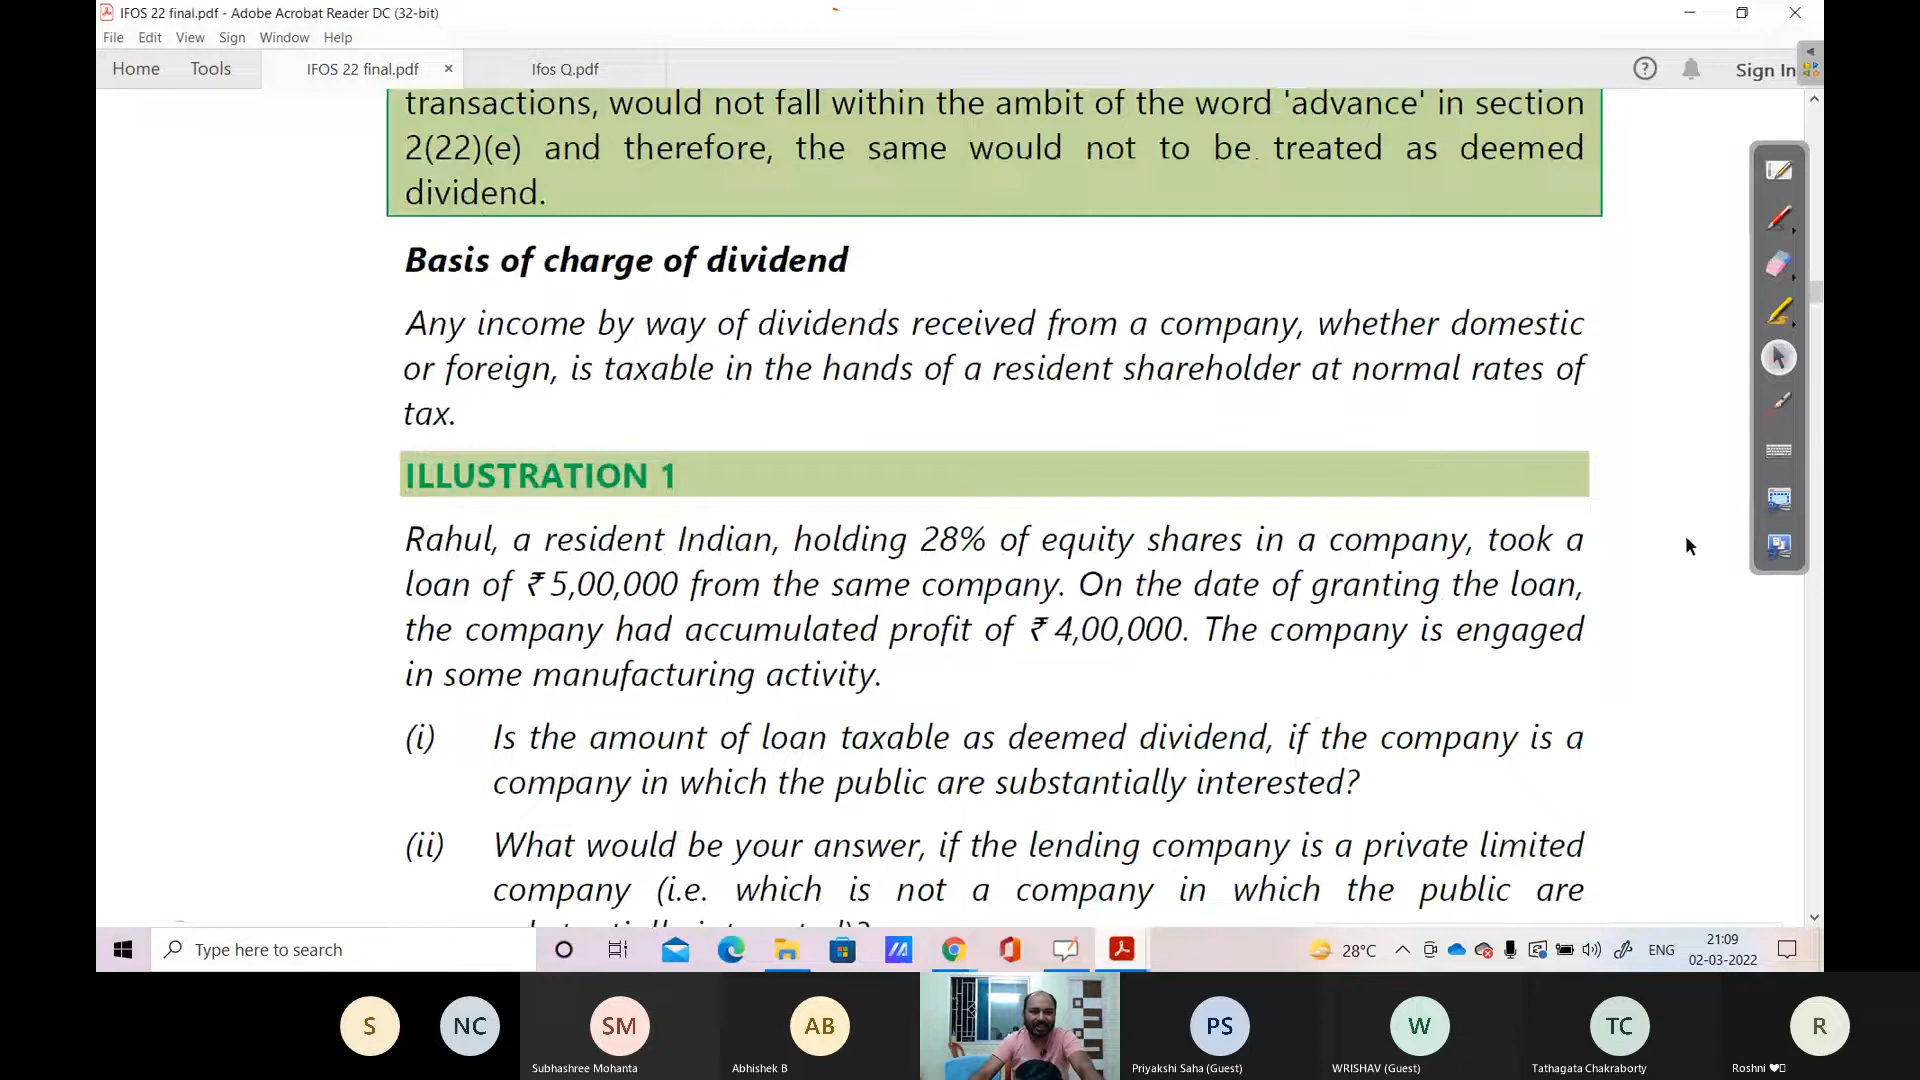 IFOS 22 final.pdf - Adobe Acrobat Reader DC (32-bit)
File Edit View Sign Window Help
Home Tools IFOS 22 final.pdf × Ifos Q.pdf Sign In
transactions, would not fall within the ambit of the word 'advance' in section
2(22)(e) and therefore, the same would not to be treated as deemed
dividend.
Basis of charge of dividend
Any income by way of dividends received from a company, whether domestic
or foreign, is taxable in the hands of a resident shareholder at normal rates of
tax.
ILLUSTRATION 1
Rahul, a resident Indian, holding 28% of equity shares in a company, took a
loan of ₹ 5,00,000 from the same company. On the date of granting the loan,
the company had accumulated profit of ₹ 4,00,000. The company is engaged
in some manufacturing activity.
(i) Is the amount of loan taxable as deemed dividend, if the company is a
company in which the public are substantially interested?
(ii) What would be your answer, if the lending company is a private limited
company (i.e. which is not a company in which the public are
Type here to search
28°C ENG 21:09
02-03-2022
S NC SM AB PS W TC R
Subhashree Mohanta Abhishek B Priyakshi Saha (Guest) WRISHAV (Guest) Tathagata Chakraborty Roshni ❤